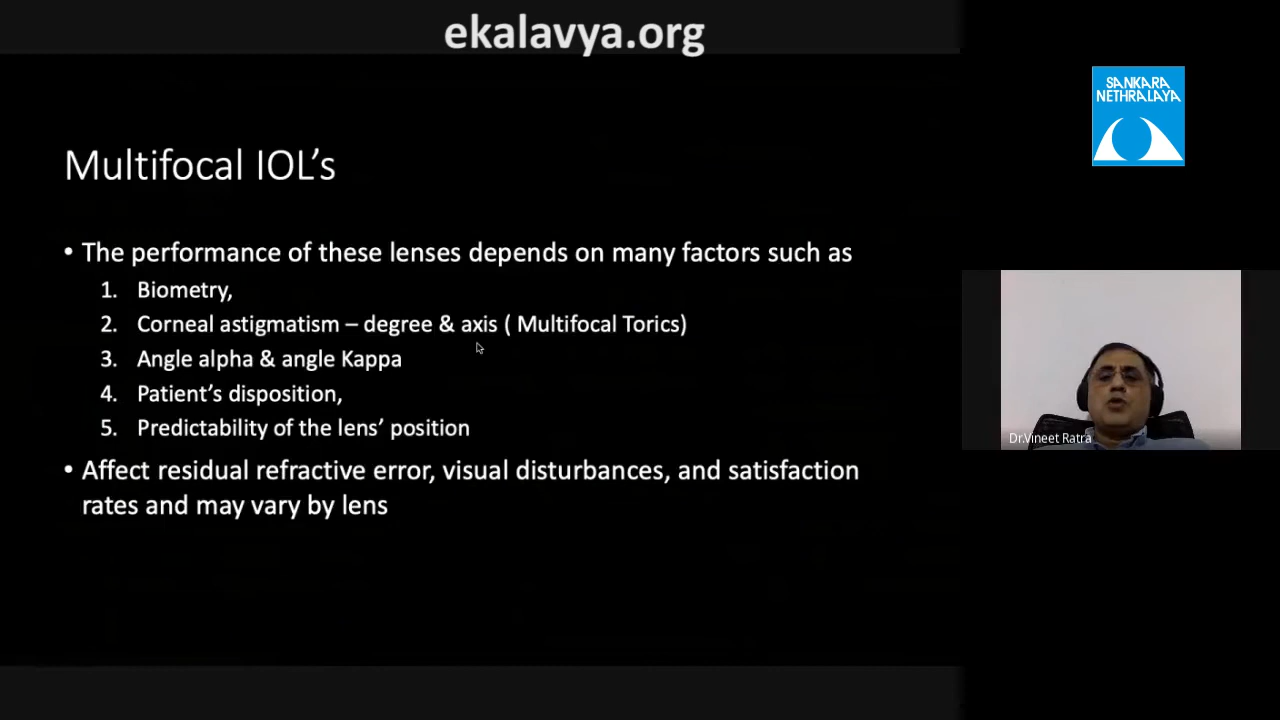 ekalavya.org
SANKARA
NETHRALAYA
Multifocal IOL's
• The performance of these lenses depends on many factors such as
1. Biometry,
2. Corneal astigmatism – degree & axis ( Multifocal Torics)
3. Angle alpha & angle Kappa
4. Patient's disposition,
5. Predictability of the lens' position
• Affect residual refractive error, visual disturbances, and satisfaction
rates and may vary by lens
Dr.Vineet Ratra